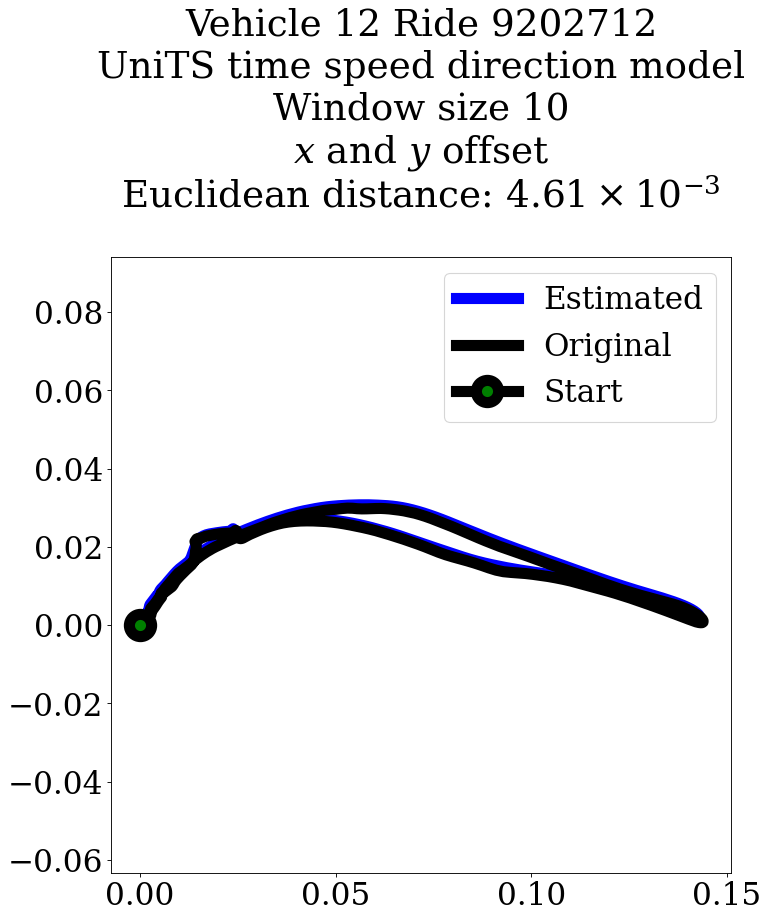 Vehicle 12 Ride 9202712
UniTS time speed direction model
Window size 10
x and y offset
Euclidean distance: 4.61 × 10⁻³
Estimated
Original
Start
0.08
0.06
0.04
0.02
0.00
−0.02
−0.04
−0.06
0.00 0.05 0.10 0.15